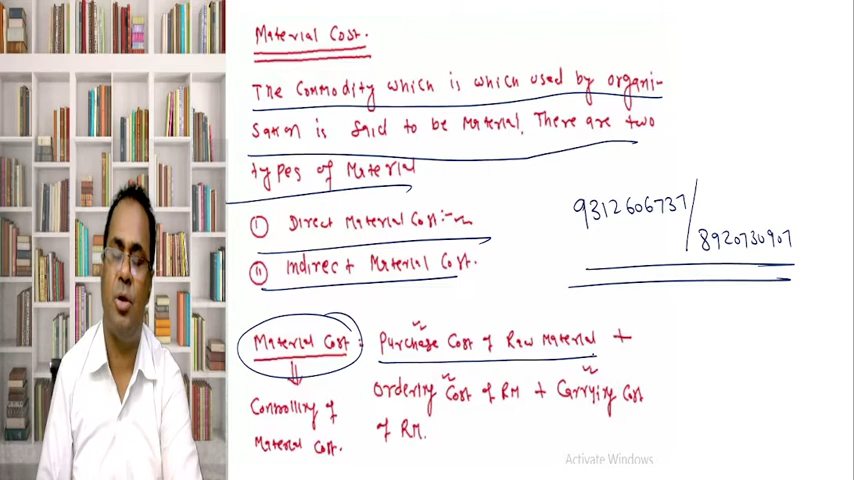 Material Cost.
The Commodity which is which used by organi-
sation is said to be Material. There are two
types of Material
(i) Direct Material Cost:-
(ii) Indirect Material Cost.
9312606737/
8920730907
Material Cost: Purchase Cost of Raw Material +
Ordering Cost of RM + Carrying Cost
of RM.
Controlling of
Material Cost.
Activate Windows